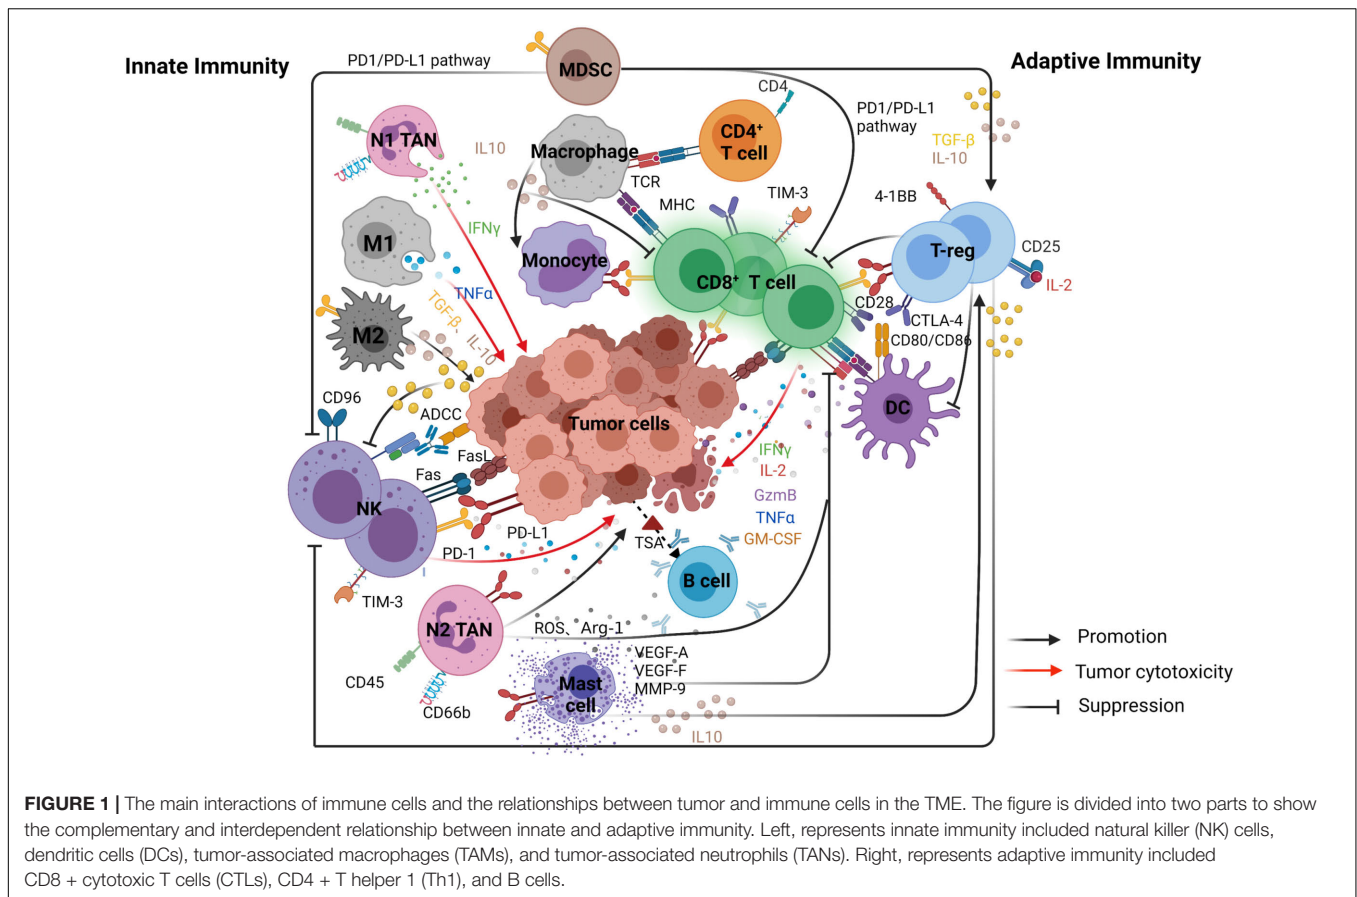 Innate Immunity
PD1/PD-L1 pathway
MDSC
Adaptive Immunity
CD4
PD1/PD-L1
pathway
N1 TAN
IL10
Macrophage
CD4⁺
T cell
TGF-β
IL-10
TCR
MHC
TIM-3
4-1BB
IFNγ
M1
Monocyte
CD8⁺ T cell
T-reg
CD25
IL-2
TNFα
TGF-β、IL-10
CD28
CTLA-4
CD80/CD86
M2
CD96
ADCC
DC
Tumor cells
FasL
Fas
IFNγ
IL-2
GzmB
TNFα
GM-CSF
NK
PD-L1
PD-1
TSA
B cell
TIM-3
N2 TAN
ROS、Arg-1
VEGF-A
VEGF-F
MMP-9
Mast
cell
CD45
CD66b
IL10
Promotion
Tumor cytotoxicity
Suppression
FIGURE 1 | The main interactions of immune cells and the relationships between tumor and immune cells in the TME. The figure is divided into two parts to show
the complementary and interdependent relationship between innate and adaptive immunity. Left, represents innate immunity included natural killer (NK) cells,
dendritic cells (DCs), tumor-associated macrophages (TAMs), and tumor-associated neutrophils (TANs). Right, represents adaptive immunity included
CD8 + cytotoxic T cells (CTLs), CD4 + T helper 1 (Th1), and B cells.